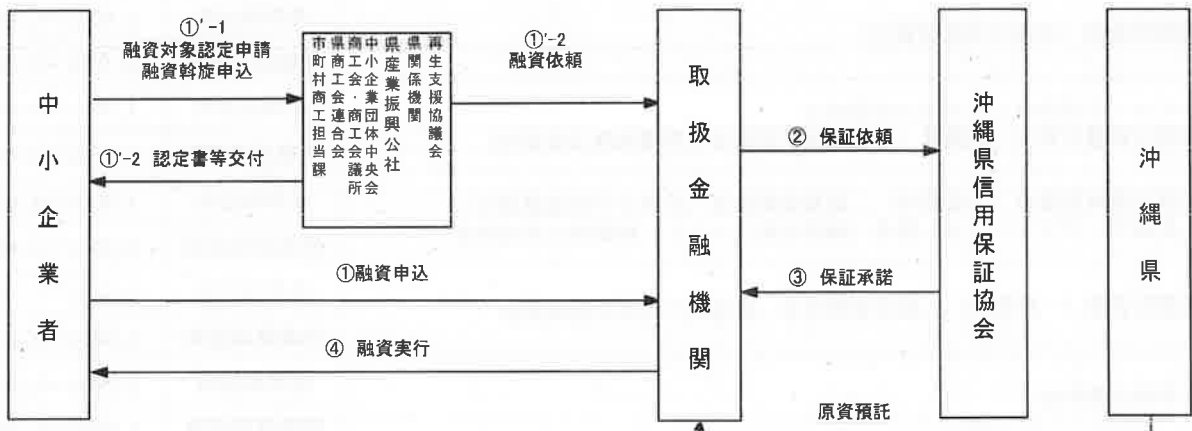 中小企業者
①'-1
融資対象認定申請
融資斡旋申込
①'-2 認定書等交付
再生支援協議会
県関係機関
県産業振興公社
中小企業団体中央会
商工会・商工会議所
県商工会連合会
市町村商工担当課
①'-2
融資依頼
①融資申込
④ 融資実行
取扱金融機関
② 保証依頼
③ 保証承諾
原資預託
沖縄県信用保証協会
沖縄県